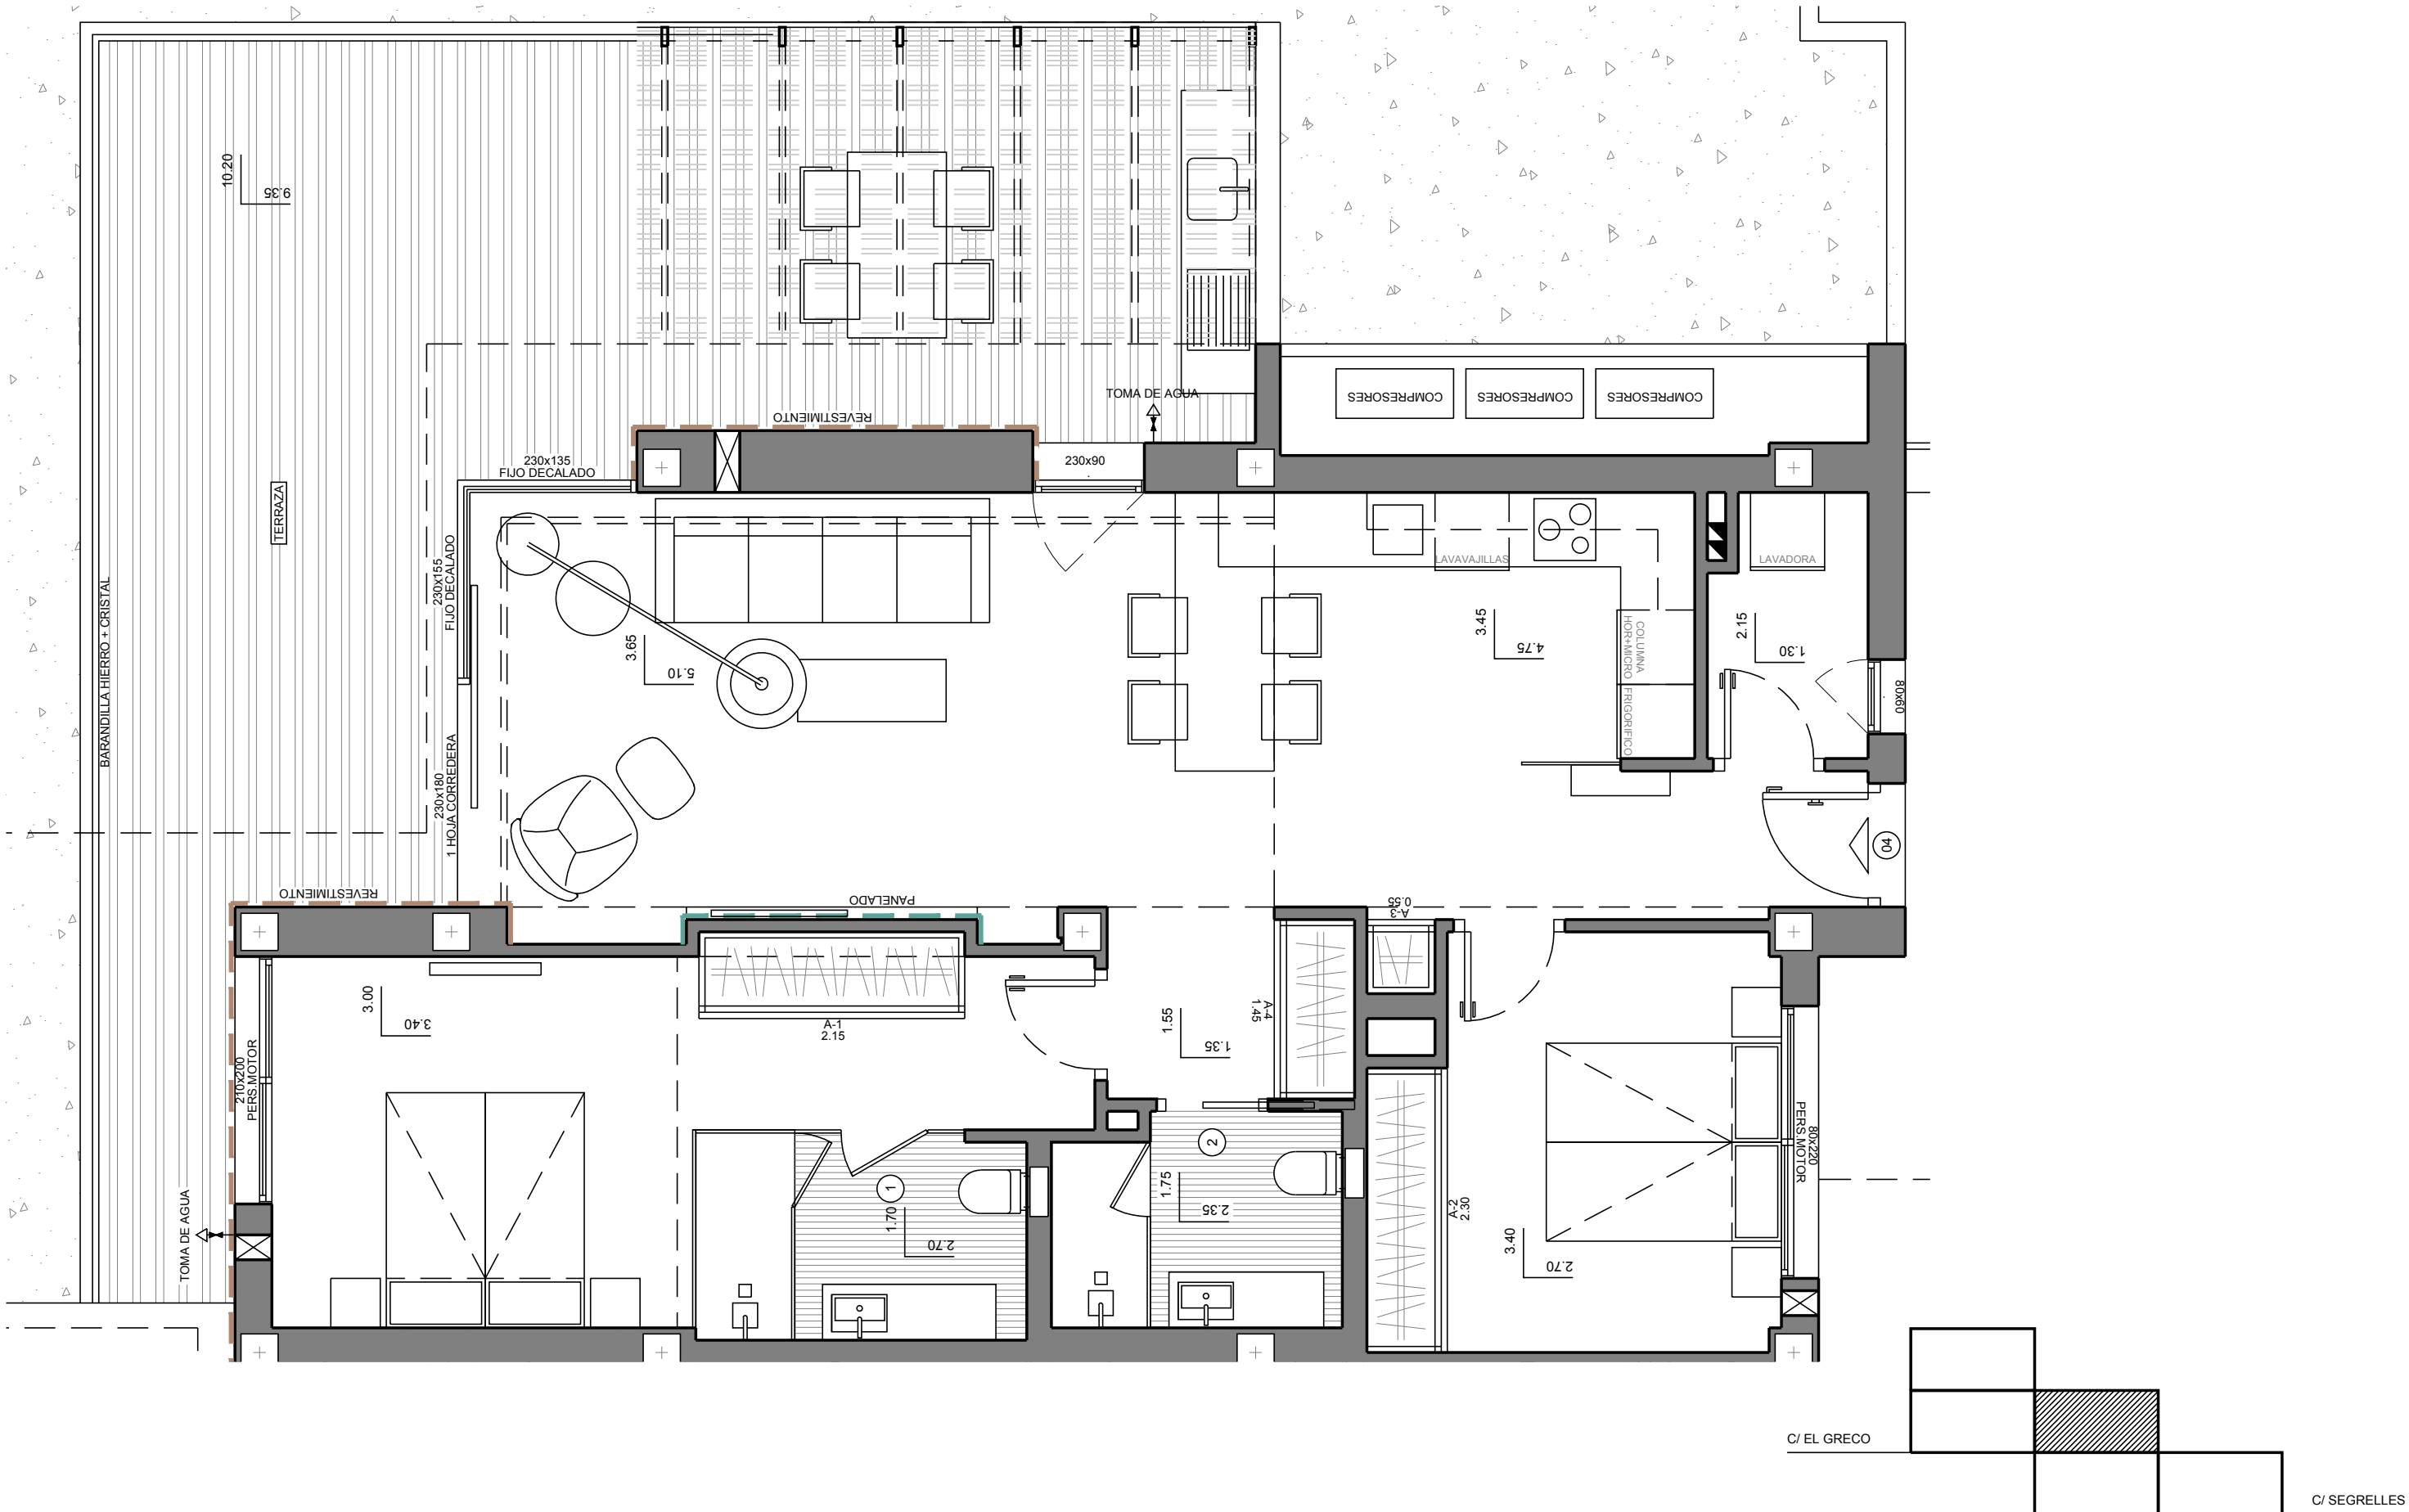 10.20
9.35
TERRAZA
BARANDILLA HIERRO + CRISTAL
TOMA DE AGUA
REVESTIMIENTO
COMPRESORES
COMPRESORES
COMPRESORES
230x135
FIJO DECALADO
230x90
230x155
FIJO DECALADO
230x180
1 HOJA CORREDERA
3.65
5.10
LAVAVAJILLAS
LAVADORA
3.45
4.75
COLUMNA
HOR+MICRO
FRIGORIFICO
2.15
1.30
80x60
04
REVESTIMIENTO
PANELADO
A-3
0.55
3.00
3.40
A-1
2.15
1.55
1.35
A-4
1.45
210x200
PERS.MOTOR
TOMA DE AGUA
1
1.70
2.70
2
1.75
2.35
A-2
2.30
3.40
2.70
80x220
PERS.MOTOR
C/ EL GRECO
C/ SEGRELLES